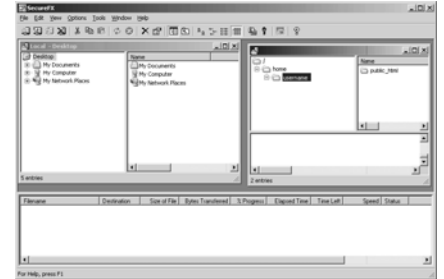 SecureFX
File Edit View Options Tools Window Help
Local - Desktop
Desktop
My Documents
My Computer
My Network Places
Name
My Documents
My Computer
My Network Places
5 entries
/
home
username
Name
public_html
2 entries
Filename Destination Size of File Bytes Transferred % Progress Elapsed Time Time Left Speed Status
For Help, press F1